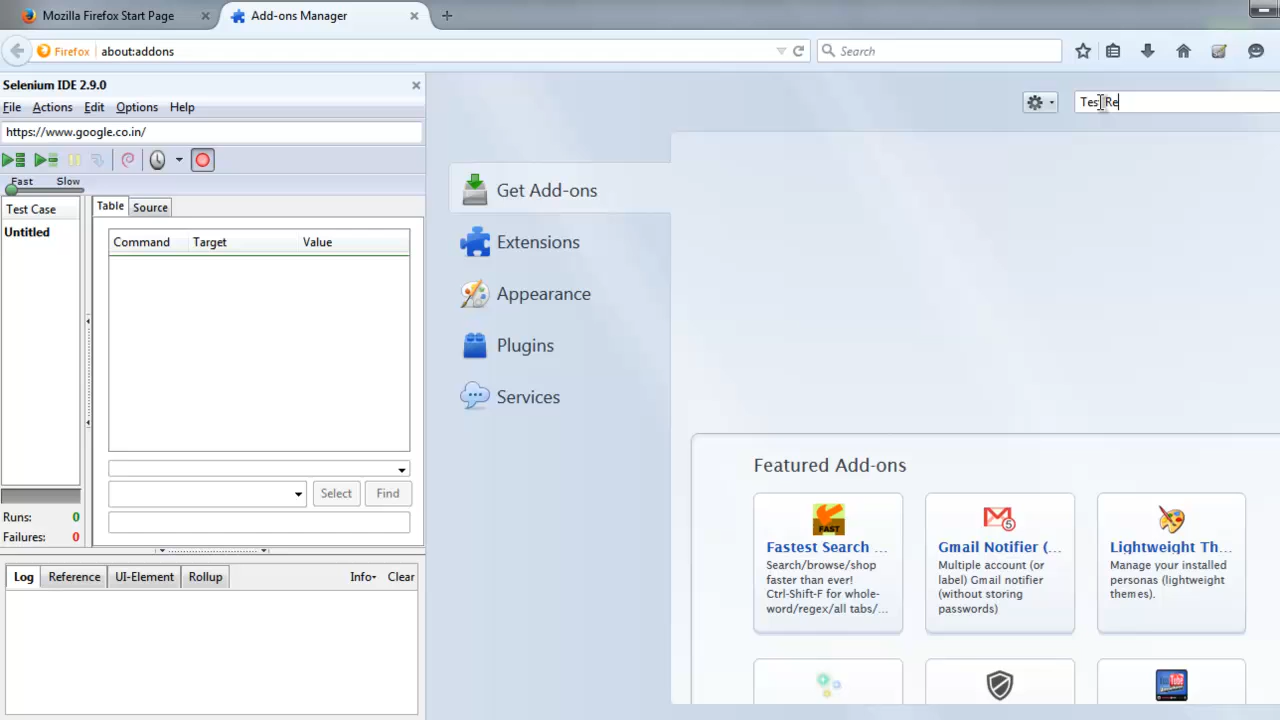 Mozilla Firefox Start Page
Add-ons Manager
Firefox about:addons
Search
Selenium IDE 2.9.0
File Actions Edit Options Help
https://www.google.co.in/
Fast Slow
Test Case
Untitled
Table Source
Command Target Value
Select Find
Runs: 0
Failures: 0
Log Reference UI-Element Rollup Info Clear
Test Re
Get Add-ons
Extensions
Appearance
Plugins
Services
Featured Add-ons
FAST
Fastest Search ...
Search/browse/shop
faster than ever!
Ctrl-Shift-F for whole-
word/regex/all tabs/...
5
Gmail Notifier (...
Multiple account (or
label) Gmail notifier
(without storing
passwords)
Lightweight Th...
Manage your installed
personas (lightweight
themes).